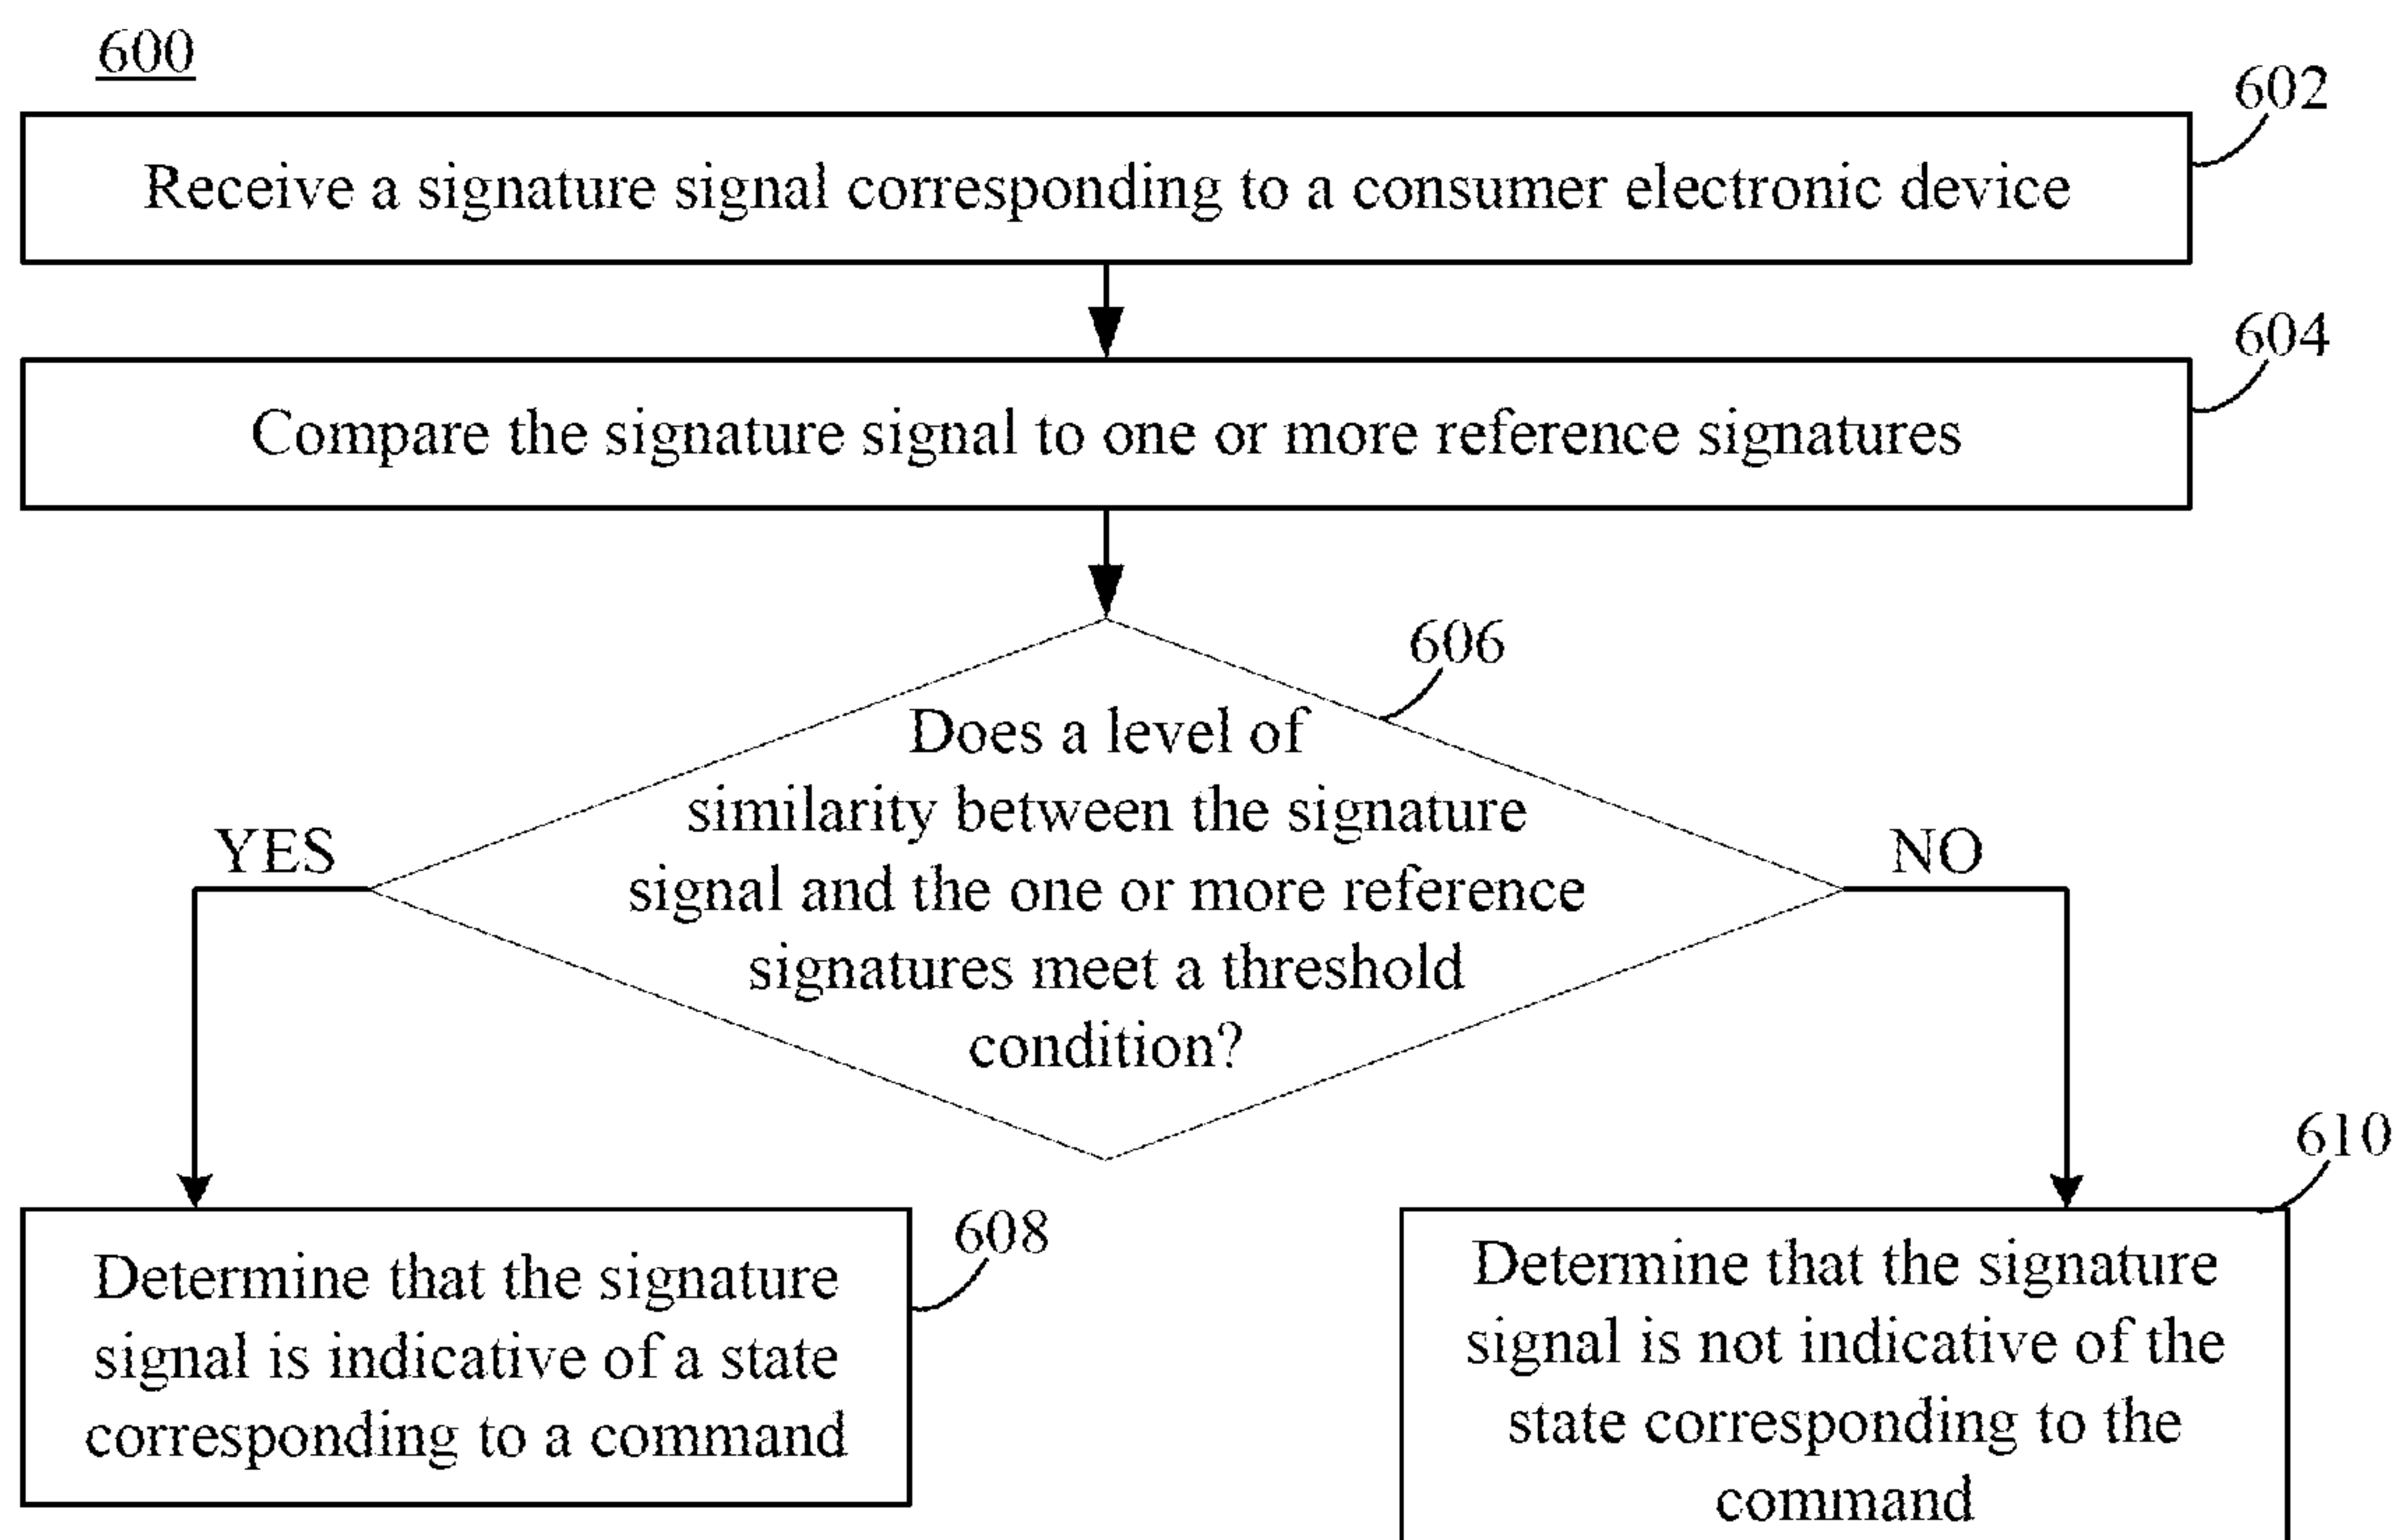 600
602
Receive a signature signal corresponding to a consumer electronic device
604
Compare the signature signal to one or more reference signatures
606
Does a level of
similarity between the signature
signal and the one or more reference
signatures meet a threshold
condition?
YES
NO
608
Determine that the signature
signal is indicative of a state
corresponding to a command
610
Determine that the signature
signal is not indicative of the
state corresponding to the
command